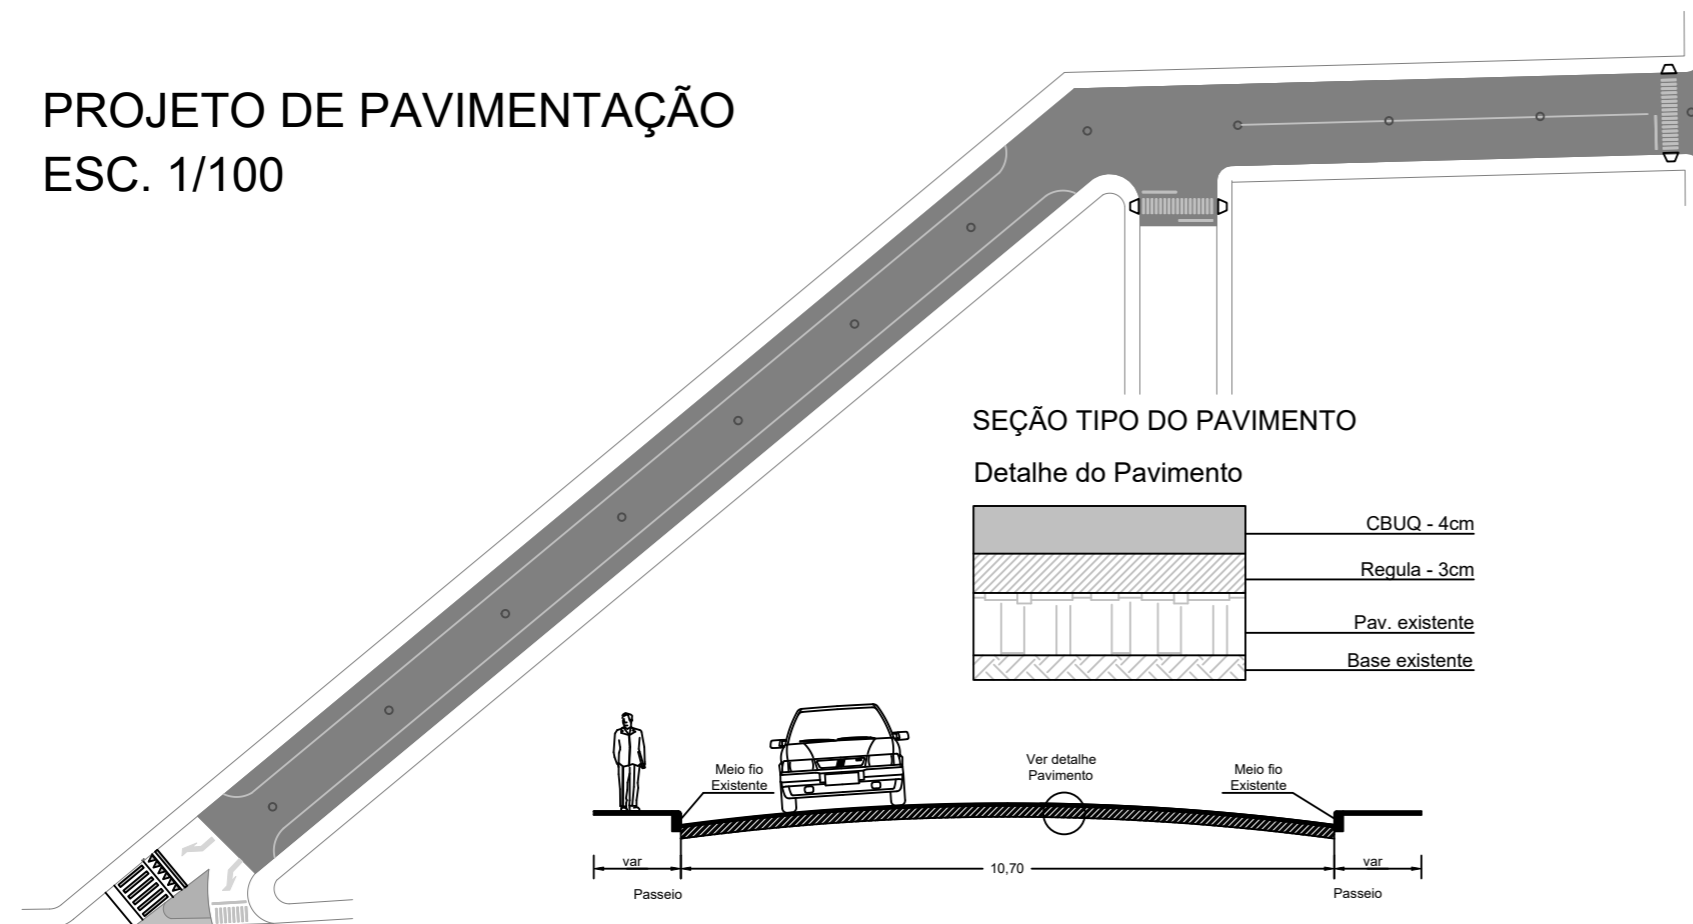 PROJETO DE PAVIMENTAÇÃO
ESC. 1/100
SEÇÃO TIPO DO PAVIMENTO
Detalhe do Pavimento
CBUQ - 4cm
Regula - 3cm
Pav. existente
Base existente
Meio fio
Existente
Ver detalhe
Pavimento
Meio fio
Existente
var
10,70
var
Passeio
Passeio